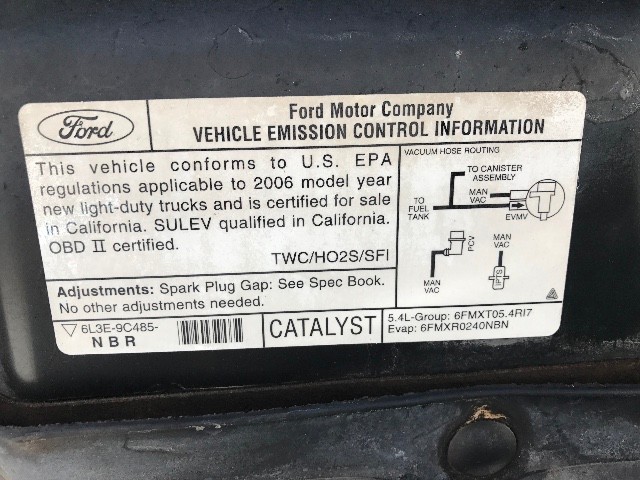 Ford
Ford Motor Company
VEHICLE EMISSION CONTROL INFORMATION
This vehicle conforms to U.S. EPA
regulations applicable to 2006 model year
new light-duty trucks and is certified for sale
in California. SULEV qualified in California.
OBD II certified.
TWC/HO2S/SFI
Adjustments: Spark Plug Gap: See Spec Book.
No other adjustments needed.
VACUUM HOSE ROUTING
TO CANISTER
ASSEMBLY
MAN
VAC
TO
FUEL
TANK
EVMV
PCV
MAN
VAC
MAN
VAC
IPTS
6L3E-9C485-
NBR
CATALYST
5.4L-Group: 6FMXT05.4RI7
Evap: 6FMXR0240NBN